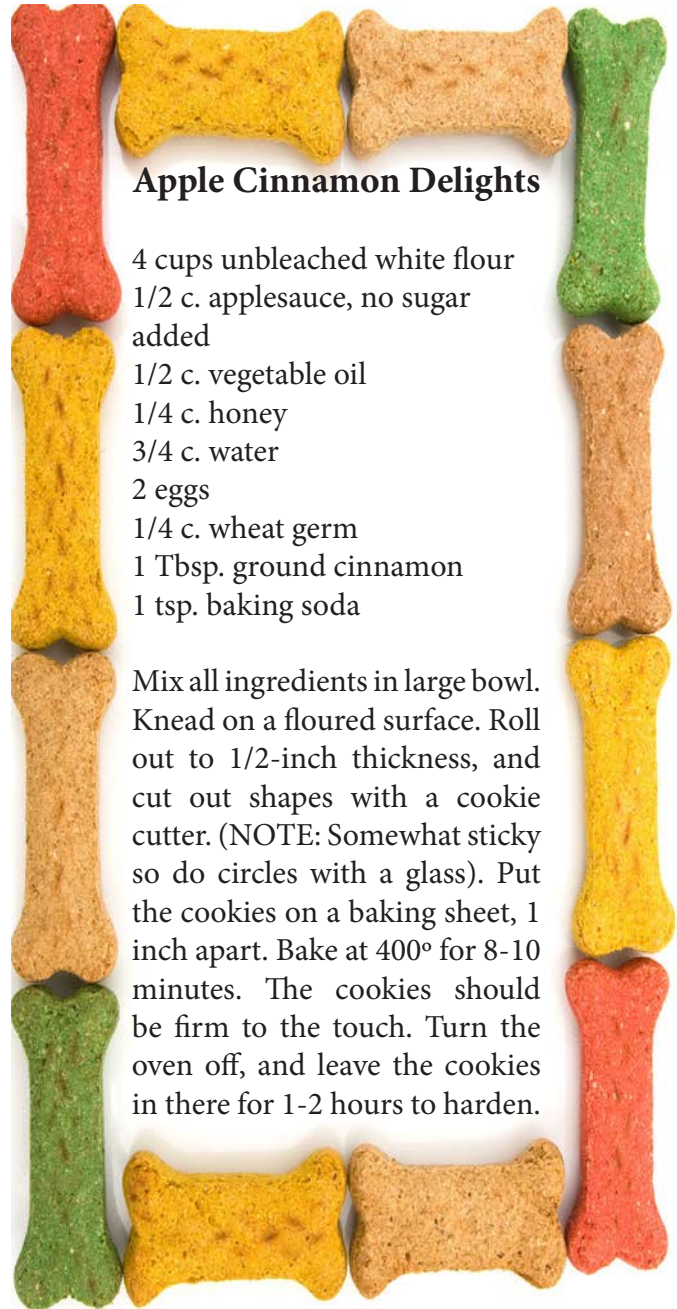 Apple Cinnamon Delights
4 cups unbleached white flour
1/2 c. applesauce, no sugar
added
1/2 c. vegetable oil
1/4 c. honey
3/4 c. water
2 eggs
1/4 c. wheat germ
1 Tbsp. ground cinnamon
1 tsp. baking soda
Mix all ingredients in large bowl.
Knead on a floured surface. Roll
out to 1/2-inch thickness, and
cut out shapes with a cookie
cutter. (NOTE: Somewhat sticky
so do circles with a glass). Put
the cookies on a baking sheet, 1
inch apart. Bake at 400º for 8-10
minutes. The cookies should
be firm to the touch. Turn the
oven off, and leave the cookies
in there for 1-2 hours to harden.